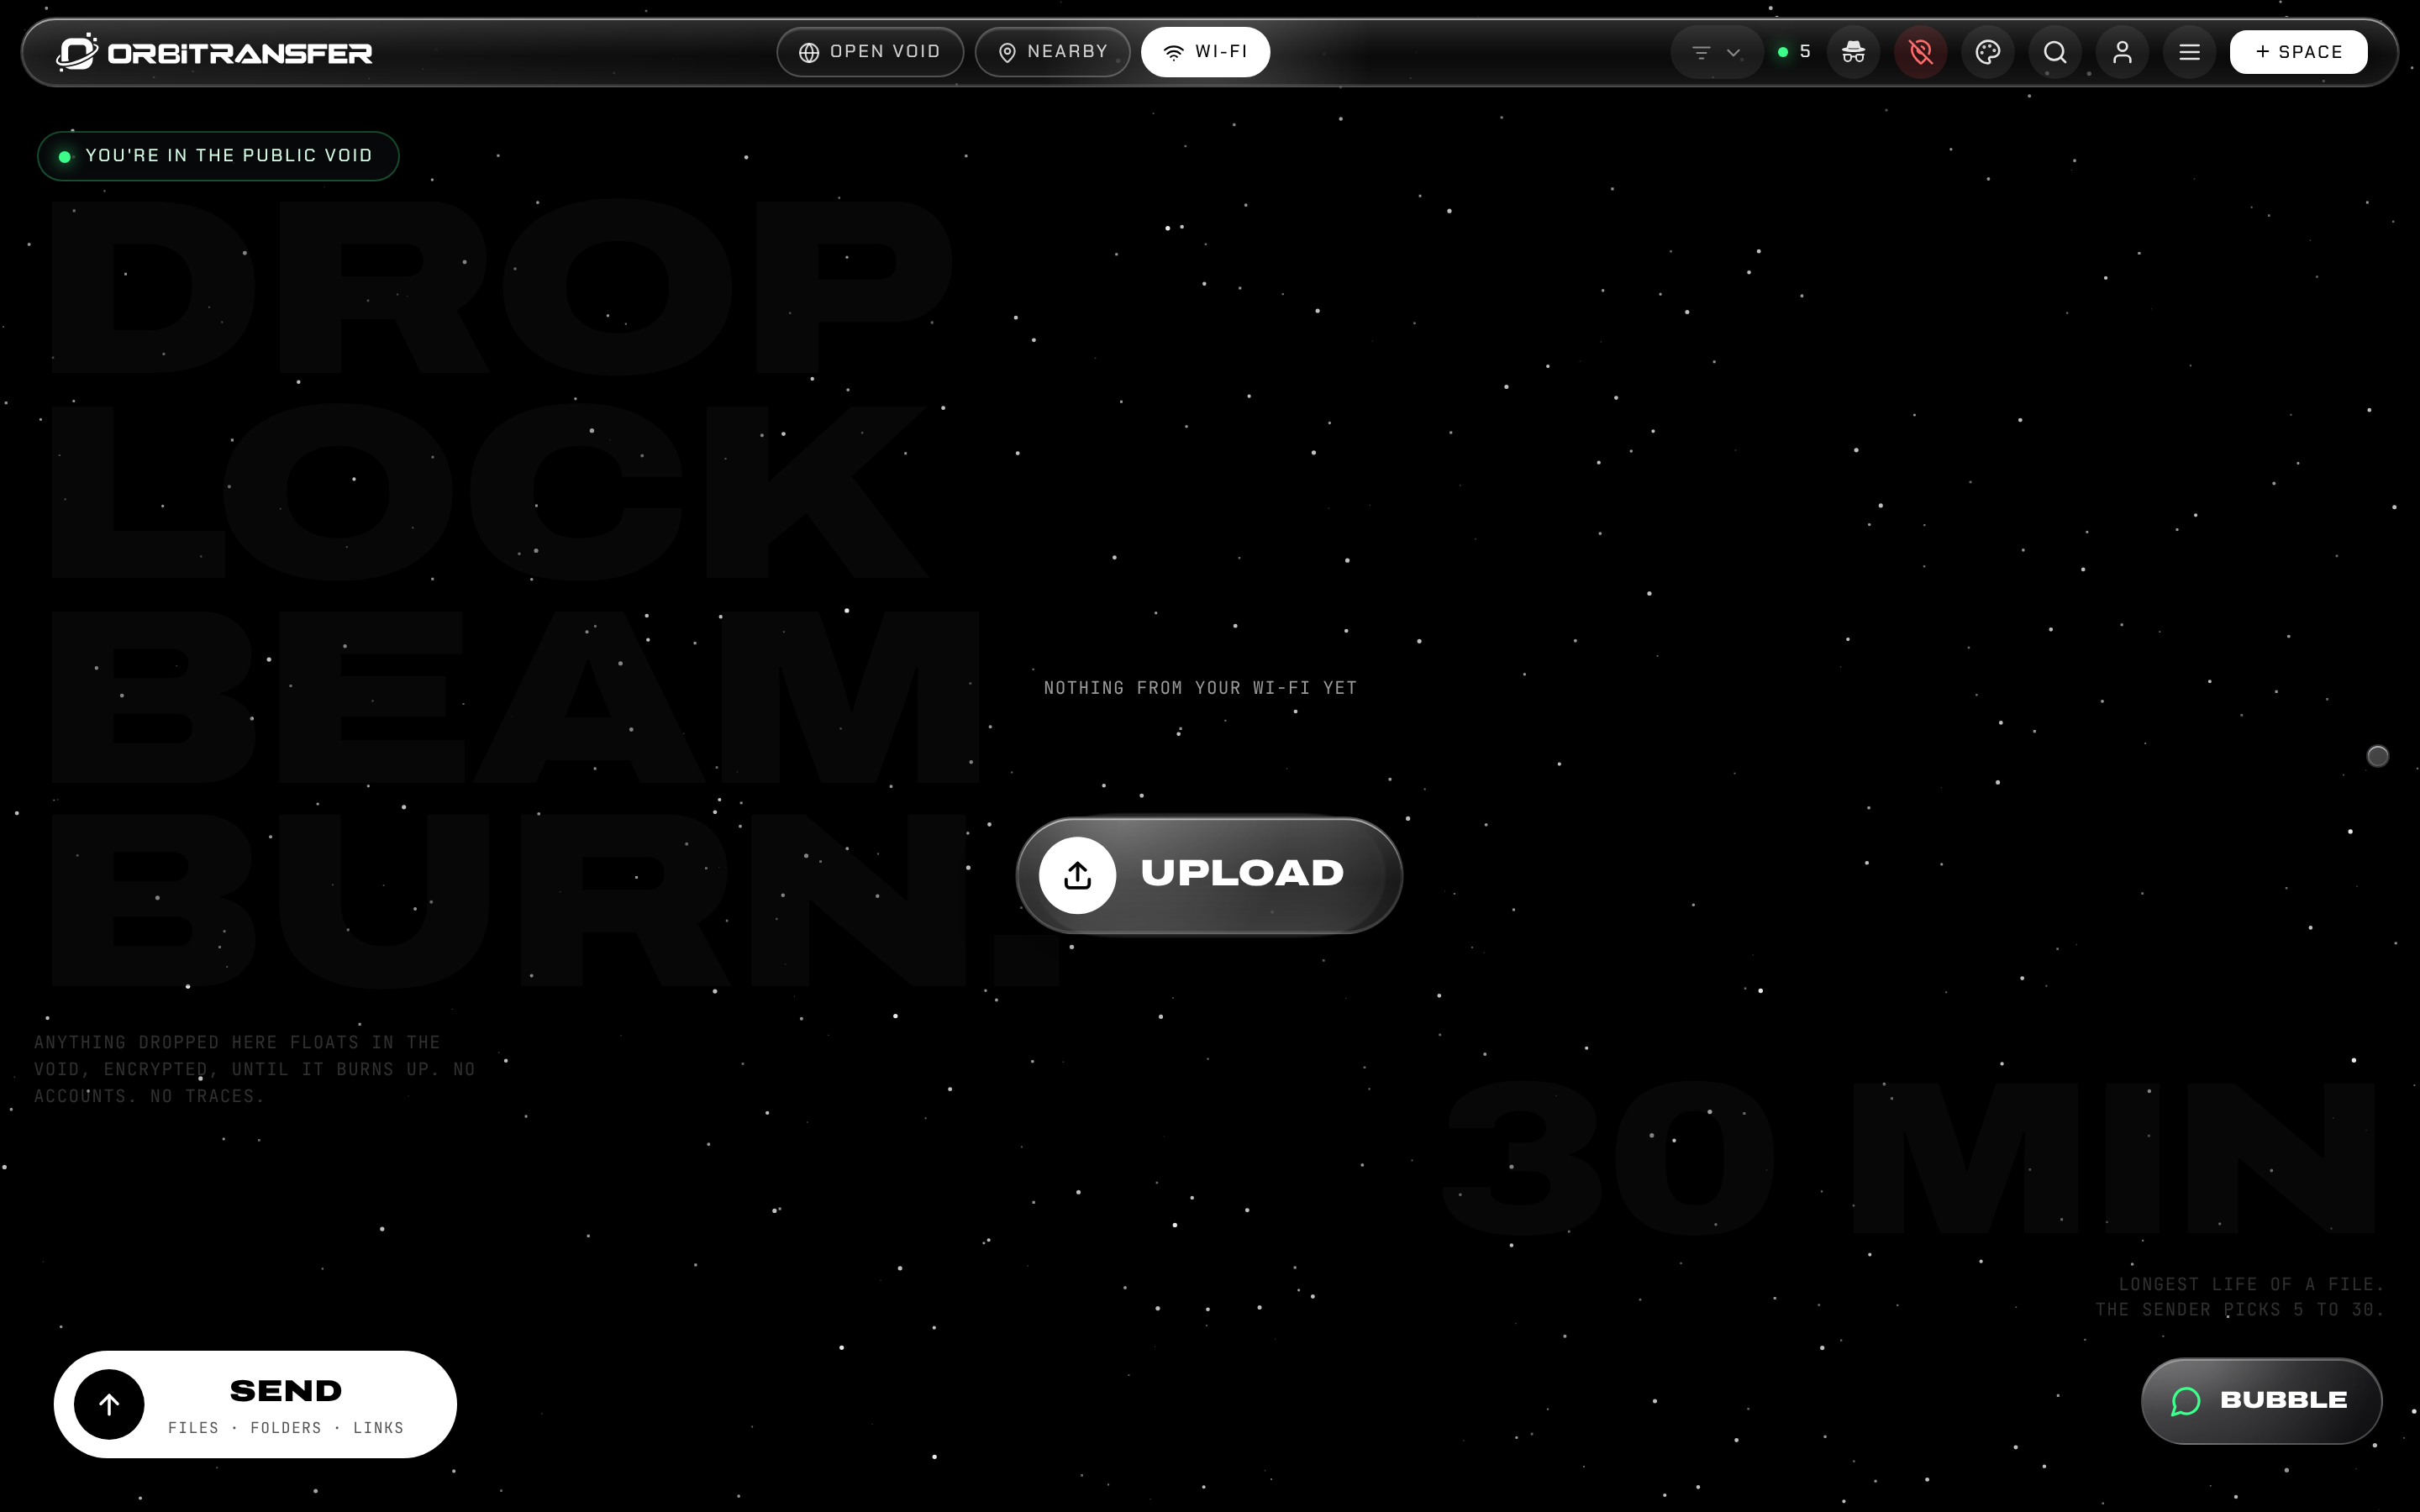 ORBITRANSFER
OPEN VOID
NEARBY
WI-FI
5
+ SPACE
YOU'RE IN THE PUBLIC VOID
DROP
LOCK
BEAM
BURN.
NOTHING FROM YOUR WI-FI YET
UPLOAD
ANYTHING DROPPED HERE FLOATS IN THE
VOID, ENCRYPTED, UNTIL IT BURNS UP. NO
ACCOUNTS. NO TRACES.
30 MIN
LONGEST LIFE OF A FILE.
THE SENDER PICKS 5 TO 30.
SEND
FILES · FOLDERS · LINKS
BUBBLE